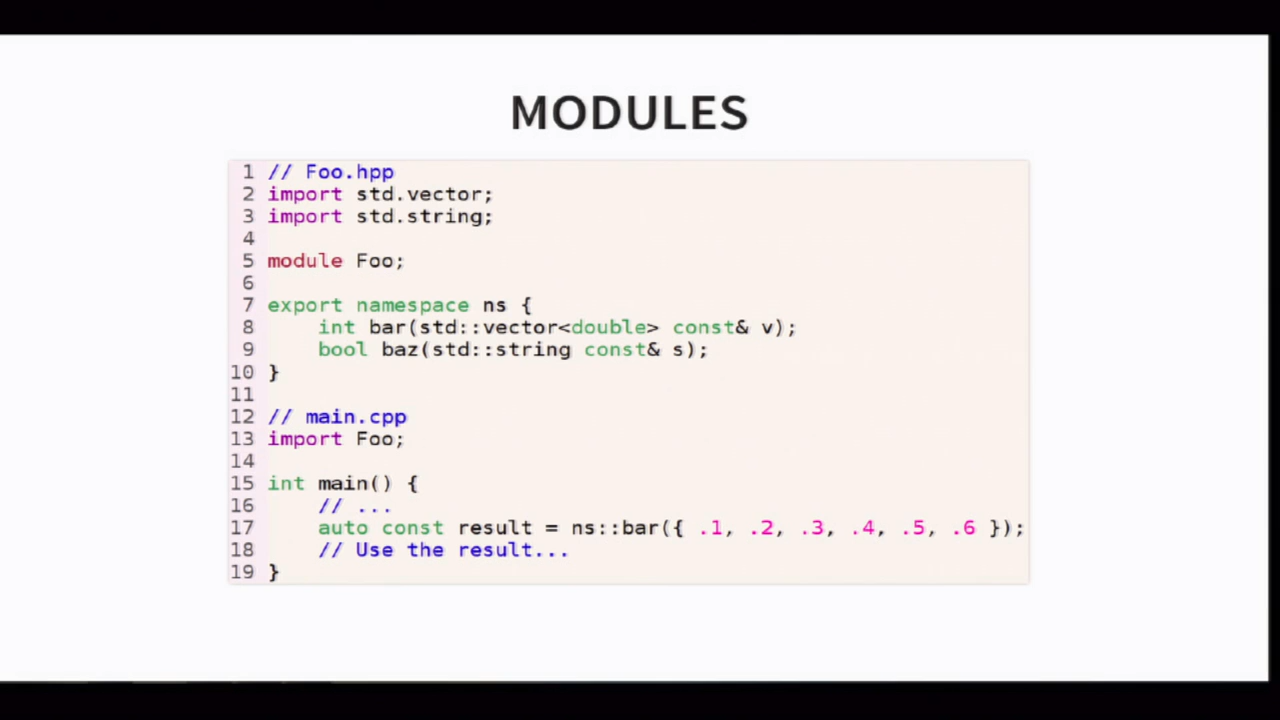 MODULES
1 // Foo.hpp
2 import std.vector;
3 import std.string;
4
5 module Foo;
6
7 export namespace ns {
8     int bar(std::vector<double> const& v);
9     bool baz(std::string const& s);
10 }
11
12 // main.cpp
13 import Foo;
14
15 int main() {
16     // ...
17     auto const result = ns::bar({ .1, .2, .3, .4, .5, .6 });
18     // Use the result...
19 }